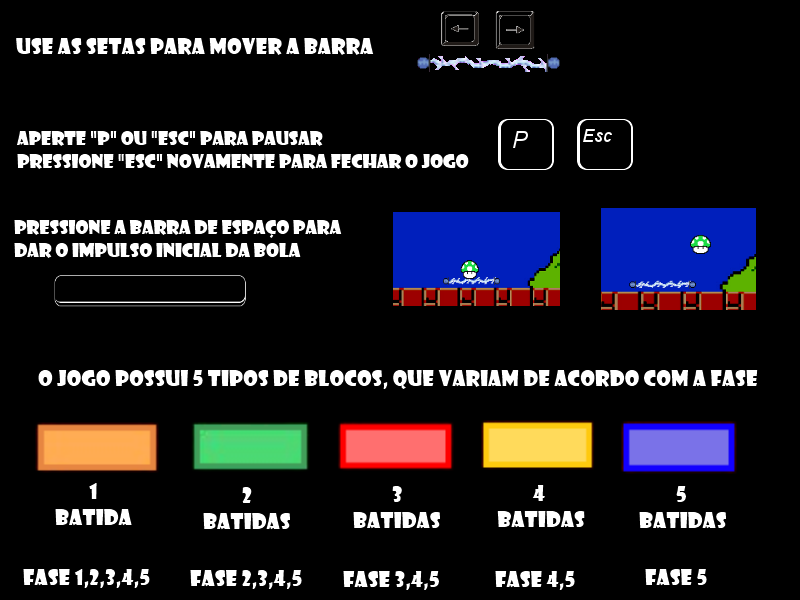 USE AS SETAS PARA MOVER A BARRA
APERTE "P" OU "ESC" PARA PAUSAR
PRESSIONE "ESC" NOVAMENTE PARA FECHAR O JOGO
P
Esc
PRESSIONE A BARRA DE ESPAÇO PARA
DAR O IMPULSO INICIAL DA BOLA
O JOGO POSSUI 5 TIPOS DE BLOCOS, QUE VARIAM DE ACORDO COM A FASE
1 2 3 4 5
BATIDA BATIDAS BATIDAS BATIDAS BATIDAS
FASE 1,2,3,4,5 FASE 2,3,4,5 FASE 3,4,5 FASE 4,5 FASE 5